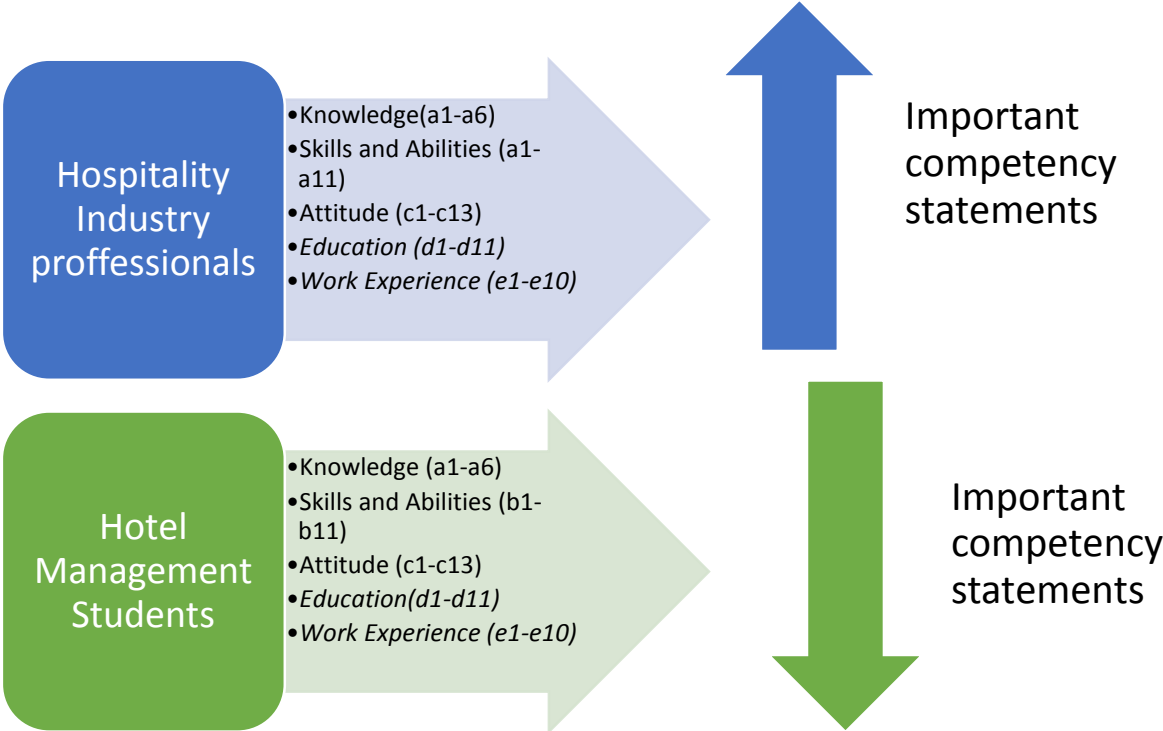 Hospitality
Industry
proffessionals
•Knowledge(a1-a6)
•Skills and Abilities (a1-
a11)
•Attitude (c1-c13)
•Education (d1-d11)
•Work Experience (e1-e10)
Important
competency
statements
Hotel
Management
Students
•Knowledge (a1-a6)
•Skills and Abilities (b1-
b11)
•Attitude (c1-c13)
•Education(d1-d11)
•Work Experience (e1-e10)
Important
competency
statements